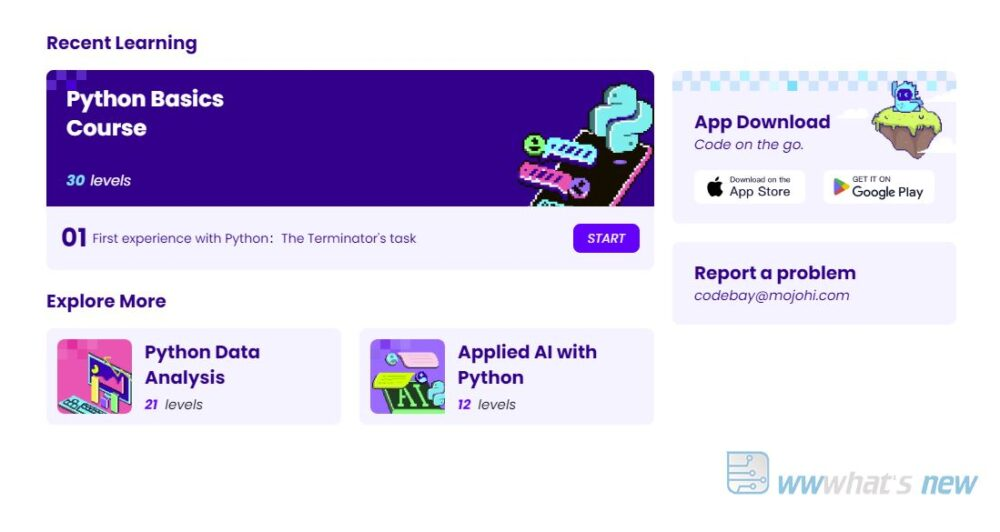 Recent Learning
Python Basics
Course
30 levels
01 First experience with Python：The Terminator's task
START
Explore More
Python Data
Analysis
21 levels
AI
Applied AI with
Python
12 levels
App Download
Code on the go.
Download on the
App Store
GET IT ON
Google Play
Report a problem
codebay@mojohi.com
wwwhat's new